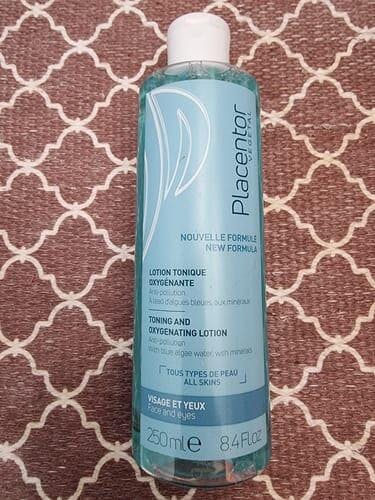 Placentor
VÉGÉTAL
NOUVELLE FORMULE
NEW FORMULA
LOTION TONIQUE
OXYGÉNANTE
Anti-pollution
À l'eau d'algues bleues aux minéraux
TONING AND
OXYGENATING LOTION
Anti-pollution
With blue algae water, with minerals
TOUS TYPES DE PEAU
ALL SKINS
VISAGE ET YEUX
Face and eyes
250 ml e 8.4 Fl.oz